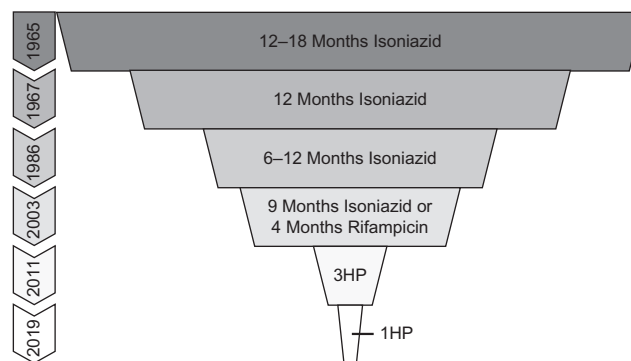 1965
12–18 Months Isoniazid
1967
12 Months Isoniazid
1986
6–12 Months Isoniazid
2003
9 Months Isoniazid or
4 Months Rifampicin
2011
3HP
2019
1HP